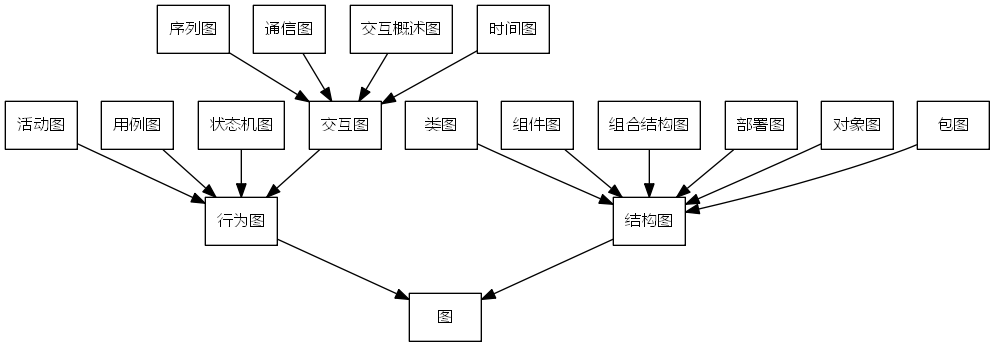 序列图
通信图
交互概述图
时间图
活动图
用例图
状态机图
交互图
类图
组件图
组合结构图
部署图
对象图
包图
行为图
结构图
图